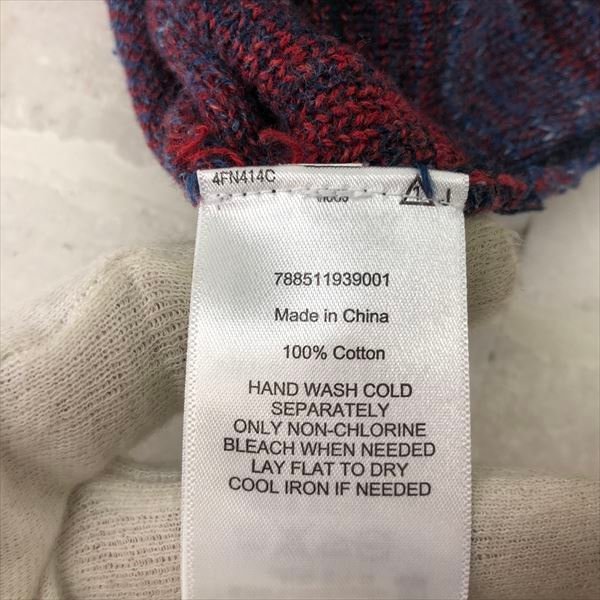 4FN414C
788511939001
Made in China
100% Cotton
HAND WASH COLD
SEPARATELY
ONLY NON-CHLORINE
BLEACH WHEN NEEDED
LAY FLAT TO DRY
COOL IRON IF NEEDED